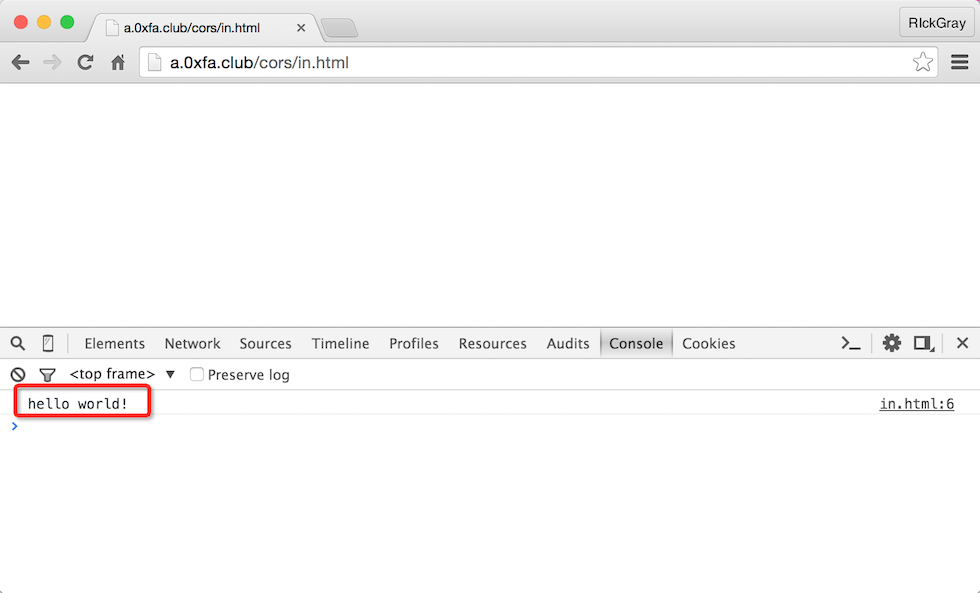 a.0xfa.club/cors/in.html
RIckGray
a.0xfa.club/cors/in.html
Elements Network Sources Timeline Profiles Resources Audits Console Cookies
<top frame> Preserve log
hello world! in.html:6